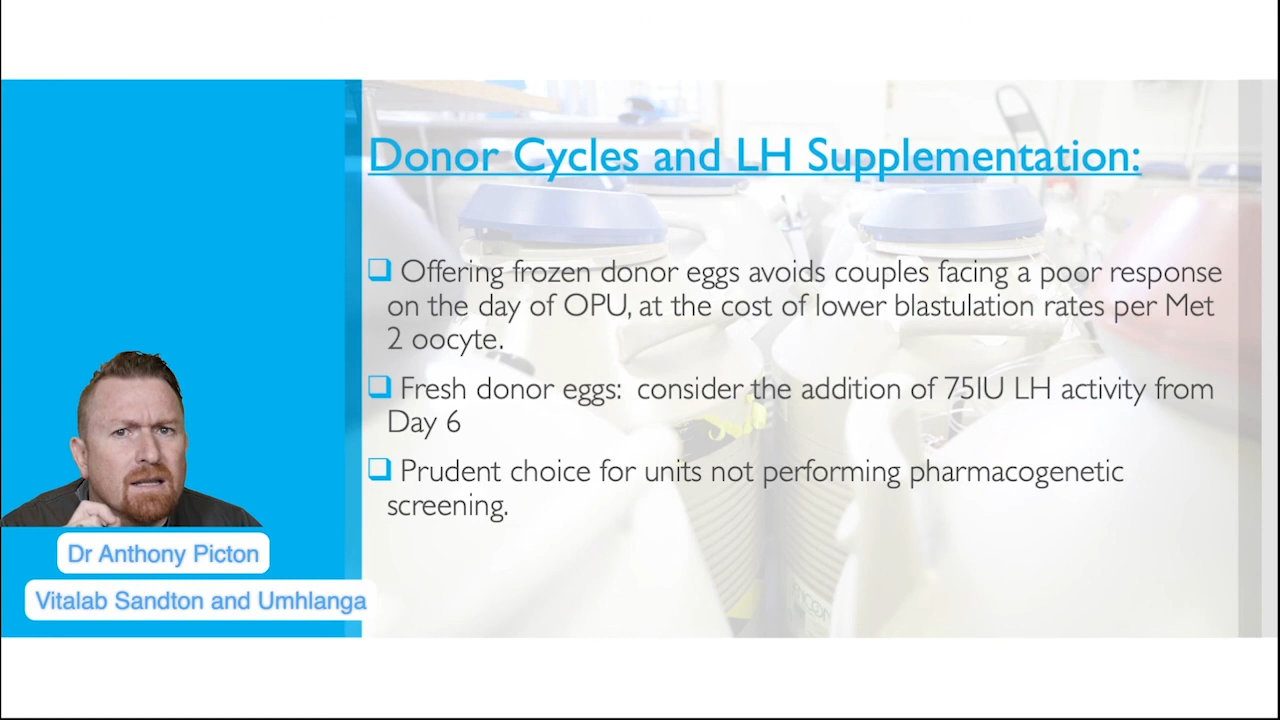 Donor Cycles and LH Supplementation:
Offering frozen donor eggs avoids couples facing a poor response
on the day of OPU, at the cost of lower blastulation rates per Met
2 oocyte.
Fresh donor eggs: consider the addition of 75IU LH activity from
Day 6
Prudent choice for units not performing pharmacogenetic
screening.
Dr Anthony Picton
Vitalab Sandton and Umhlanga